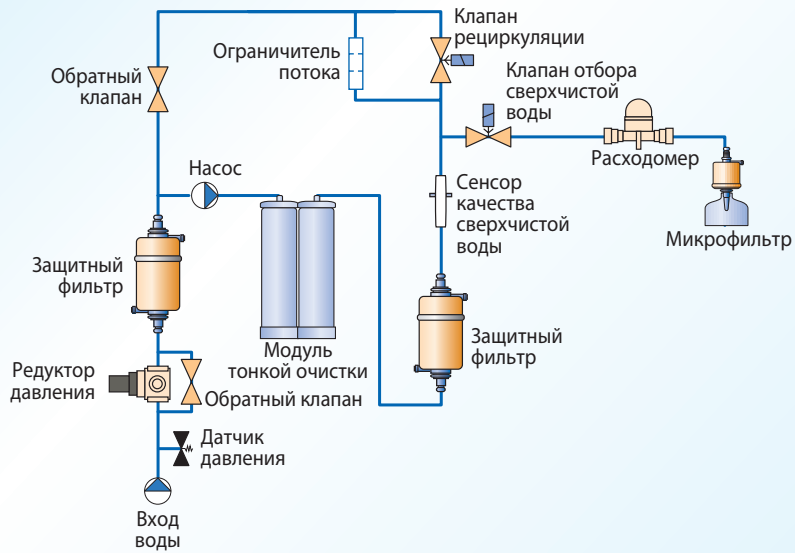 Клапан
рециркуляции
Ограничитель
потока
Клапан отбора
сверхчистой
воды
Обратный
клапан
Расходомер
Насос
Сенсор
качества
сверхчистой
воды
Микрофильтр
Защитный
фильтр
Модуль
тонкой очистки
Защитный
фильтр
Редуктор
давления
Обратный клапан
Датчик
давления
Вход
воды